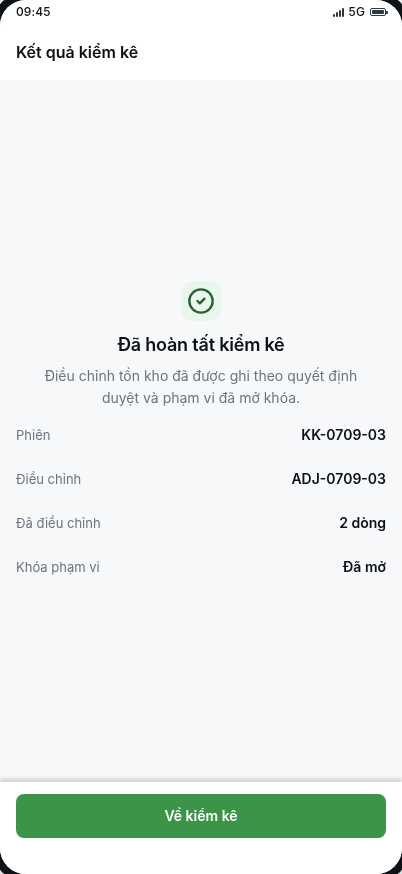 09:45
5G
Kết quả kiểm kê
Đã hoàn tất kiểm kê
Điều chỉnh tồn kho đã được ghi theo quyết định
duyệt và phạm vi đã mở khóa.
Phiên KK-0709-03
Điều chỉnh ADJ-0709-03
Đã điều chỉnh 2 dòng
Khóa phạm vi Đã mở
Về kiểm kê